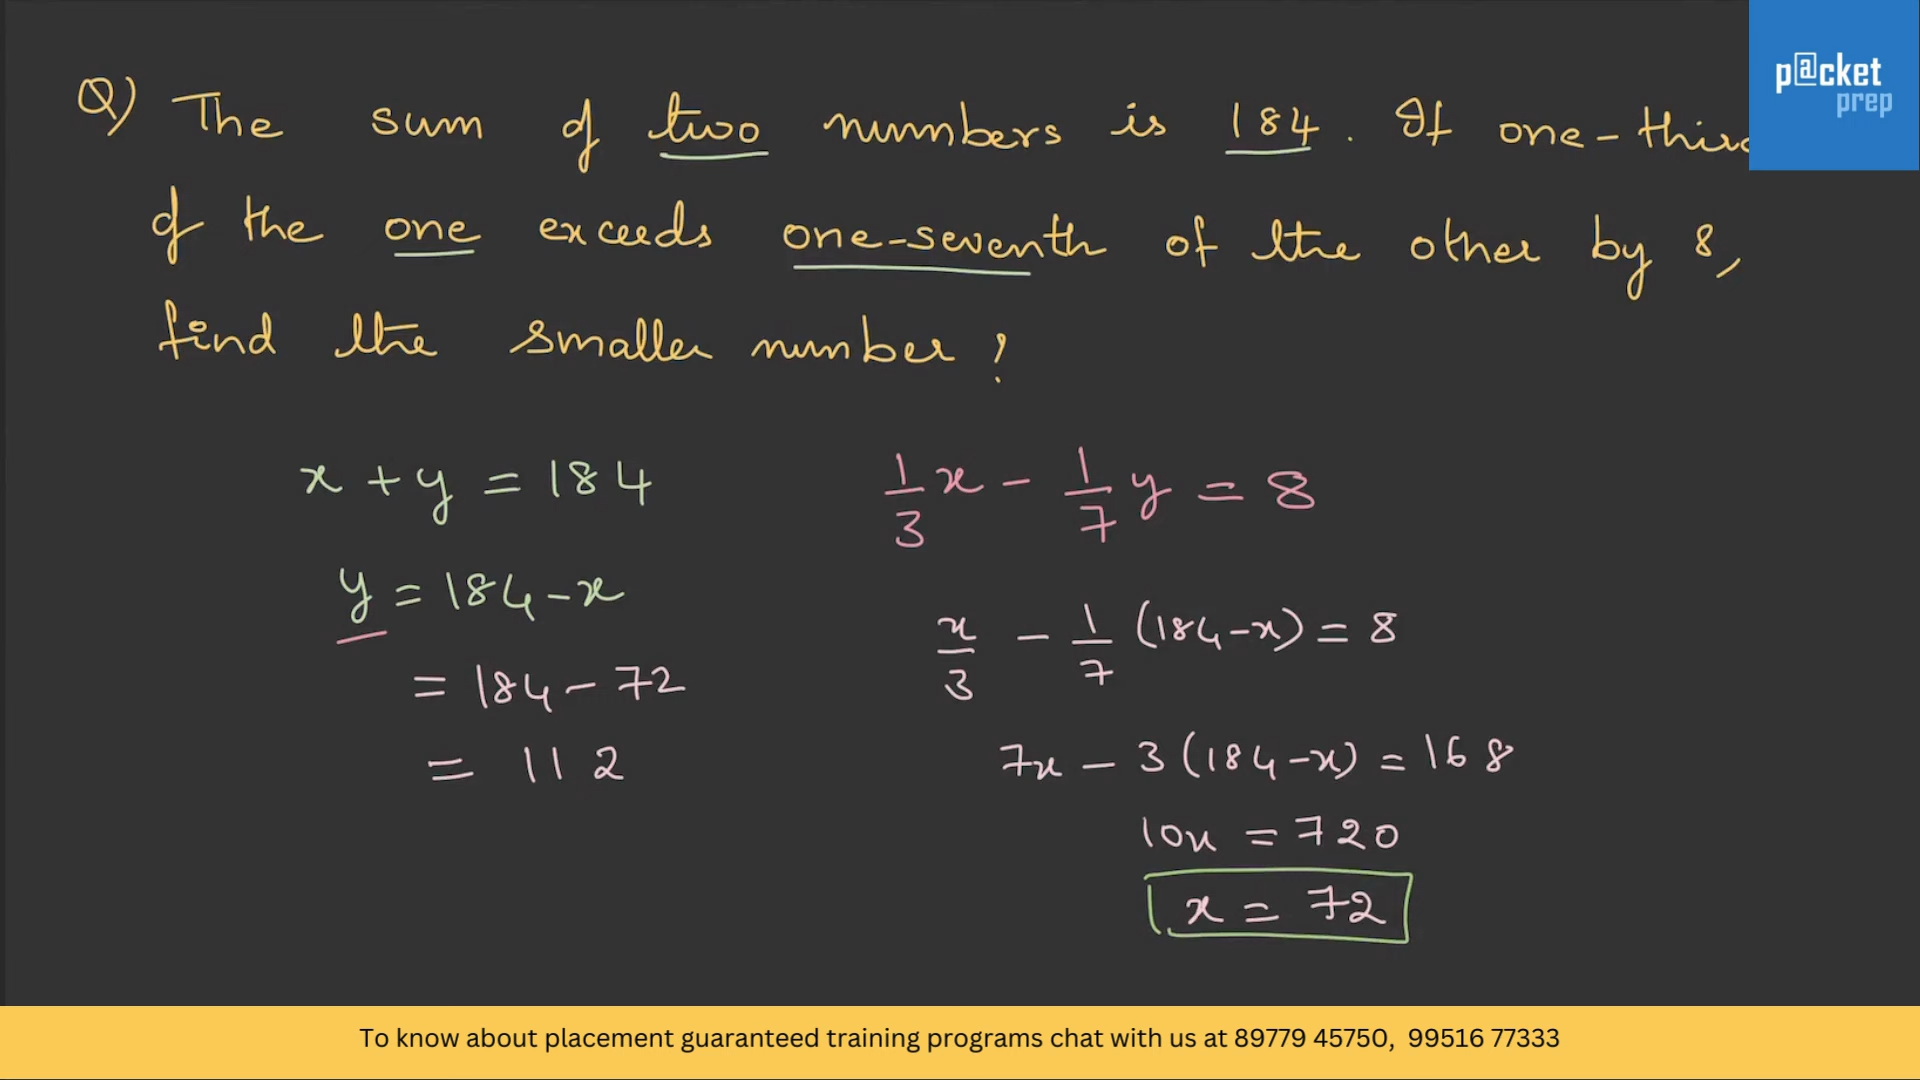 p@cket
prep
Q) The sum of two numbers is 184. If one-third
of the one exceeds one-seventh of the other by 8,
find the smaller number?
x + y = 184
y = 184 - x
= 184 - 72
= 112
1/3 x - 1/7 y = 8
x/3 - 1/7 (184 - x) = 8
7x - 3(184 - x) = 168
10x = 720
x = 72
To know about placement guaranteed training programs chat with us at 89779 45750, 99516 77333